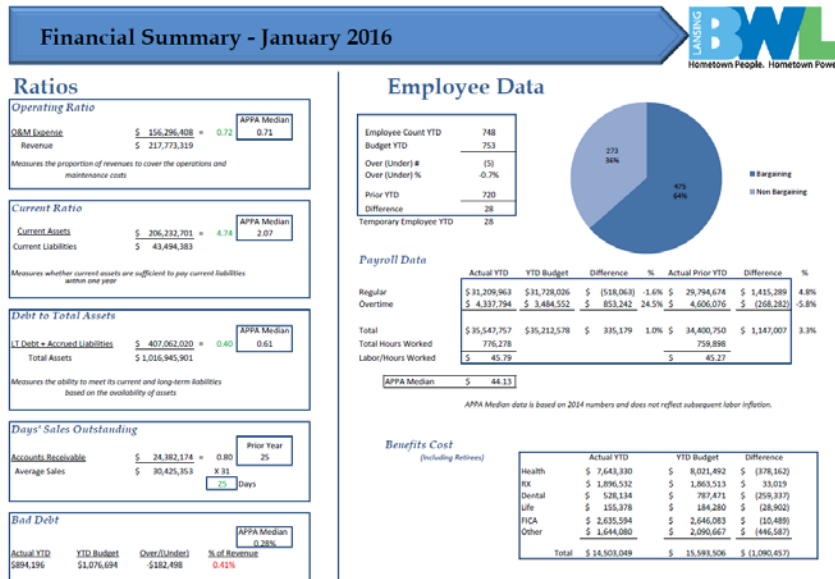 Financial Summary - January 2016
LANSING
BWL
Hometown People. Hometown Powe
Ratios
Operating Ratio
APPA Median
O&M Expense $ 156,296,408 = 0.72 0.71
Revenue $ 217,773,319
Measures the proportion of revenues to cover the operations and
maintenance costs
Current Ratio
APPA Median
Current Assets $ 206,232,701 = 4.74 2.07
Current Liabilities $ 43,494,383
Measures whether current assets are sufficient to pay current liabilities
within one year
Debt to Total Assets
APPA Median
LT Debt + Accrued Liabilities $ 407,062,020 = 0.40 0.61
Total Assets $ 1,016,945,901
Measures the ability to meet its current and long-term liabilities
based on the availability of assets
Days' Sales Outstanding
Prior Year
Accounts Receivable $ 24,382,174 = 0.80 25
Average Sales $ 30,425,353 X 31
25 Days
Bad Debt
APPA Median
0.28%
Actual YTD YTD Budget Over/(Under) % of Revenue
$894,196 $1,076,694 -$182,498 0.41%
Employee Data
Employee Count YTD 748
Budget YTD 753
Over (Under) # (5)
Over (Under) % -0.7%
Prior YTD 720
Difference 28
Temporary Employee YTD 28
273
36%
475
64%
Bargaining
Non Bargaining
Payroll Data
Actual YTD YTD Budget Difference % Actual Prior YTD Difference %
Regular $ 31,209,963 $31,728,026 $ (518,063) -1.6% $ 29,794,674 $ 1,415,289 4.8%
Overtime $ 4,337,794 $ 3,484,552 $ 853,242 24.5% $ 4,606,076 $ (268,282) -5.8%
Total $35,547,757 $35,212,578 $ 335,179 1.0% $ 34,400,750 $ 1,147,007 3.3%
Total Hours Worked 776,278 759,898
Labor/Hours Worked $ 45.79 $ 45.27
APPA Median $ 44.13
APPA Median data is based on 2014 numbers and does not reflect subsequent labor inflation.
Benefits Cost
(Including Retirees)
Actual YTD YTD Budget Difference
Health $ 7,643,330 $ 8,021,492 $ (378,162)
RX $ 1,896,532 $ 1,863,513 $ 33,019
Dental $ 528,134 $ 787,471 $ (259,337)
Life $ 155,378 $ 184,280 $ (28,902)
FICA $ 2,635,594 $ 2,646,083 $ (10,489)
Other $ 1,644,080 $ 2,090,667 $ (446,587)
Total $ 14,503,049 $ 15,593,506 $ (1,090,457)